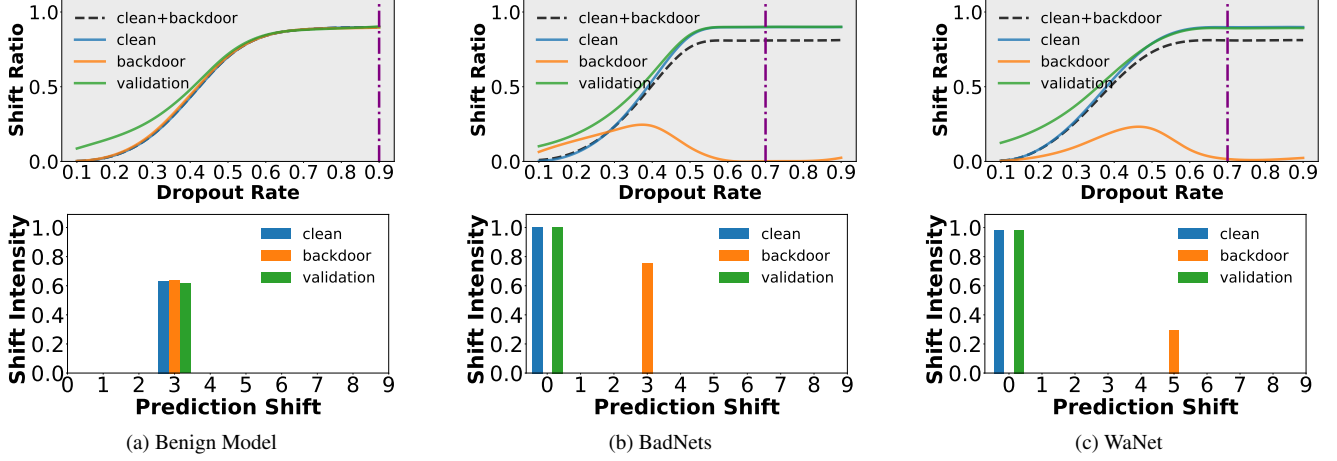 Shift Ratio
1.0
0.5
0.0
clean+backdoor
clean
backdoor
validation
0.1 0.2 0.3 0.4 0.5 0.6 0.7 0.8 0.9
Dropout Rate
Shift Intensity
1.0
0.8
0.6
0.4
0.2
0.0
clean
backdoor
validation
0 1 2 3 4 5 6 7 8 9
Prediction Shift
(a) Benign Model
Shift Ratio
1.0
0.5
0.0
clean+backdoor
clean
backdoor
validation
0.1 0.2 0.3 0.4 0.5 0.6 0.7 0.8 0.9
Dropout Rate
Shift Intensity
1.0
0.8
0.6
0.4
0.2
0.0
clean
backdoor
validation
0 1 2 3 4 5 6 7 8 9
Prediction Shift
(b) BadNets
Shift Ratio
1.0
0.5
0.0
clean+backdoor
clean
backdoor
validation
0.1 0.2 0.3 0.4 0.5 0.6 0.7 0.8 0.9
Dropout Rate
Shift Intensity
1.0
0.8
0.6
0.4
0.2
0.0
clean
backdoor
validation
0 1 2 3 4 5 6 7 8 9
Prediction Shift
(c) WaNet